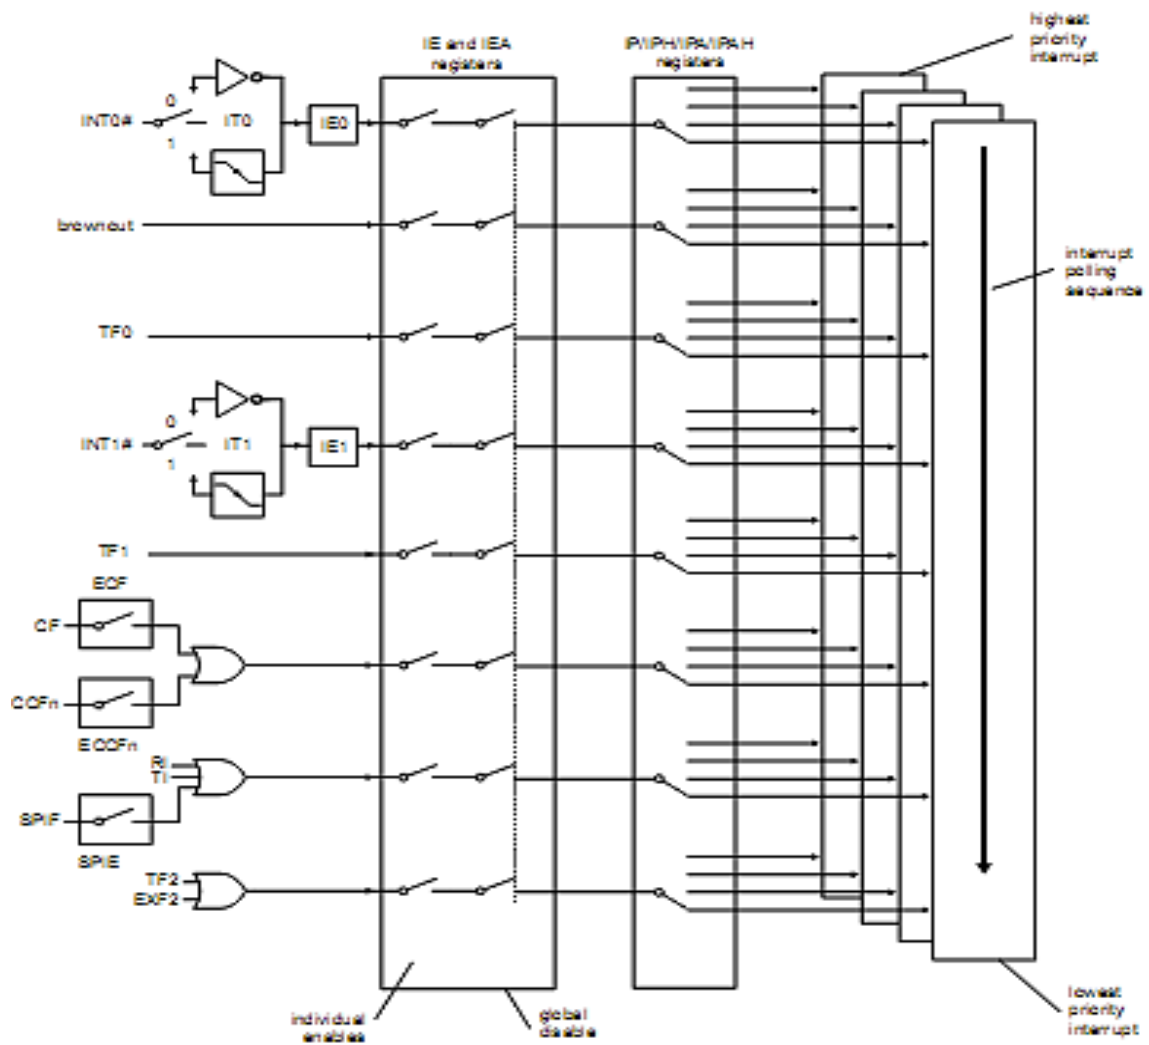 highest
priority
interrupt
IE and IEA
registers
IP/IPH/IPA/IPAH
registers
0
INT0#
IT0
IE0
1
brownout
interrupt
polling
sequence
TF0
0
INT1#
IT1
IE1
1
TF1
ECF
CF
CCFn
ECCFn
RI
TI
SPIF
SPIE
TF2
EXF2
individual
enables
global
disable
lowest
priority
interrupt